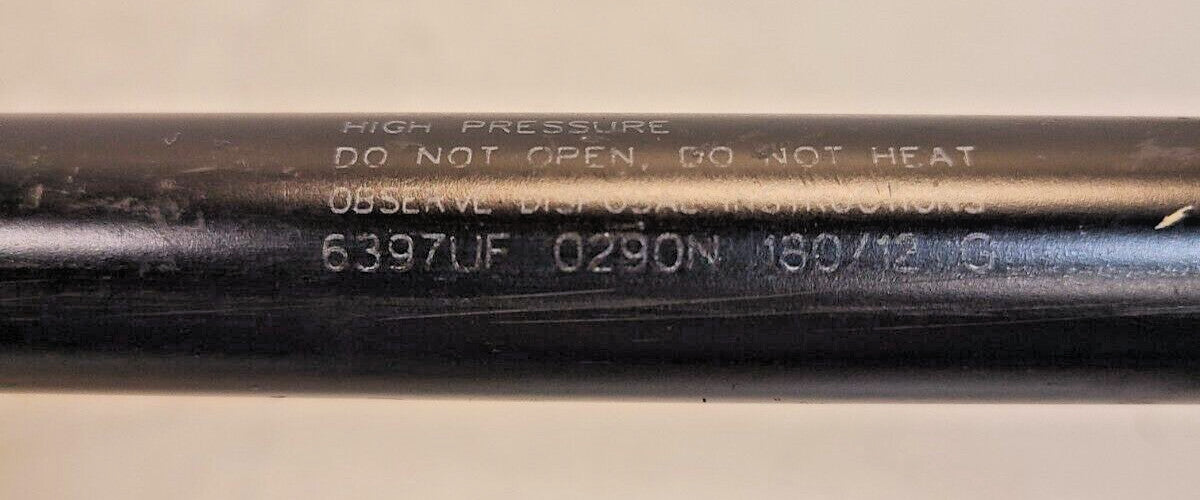 HIGH PRESSURE
DO NOT OPEN, DO NOT HEAT
OBSERVE DISPOSAL INSTRUCTIONS
6397UF 0290N 180/12 G